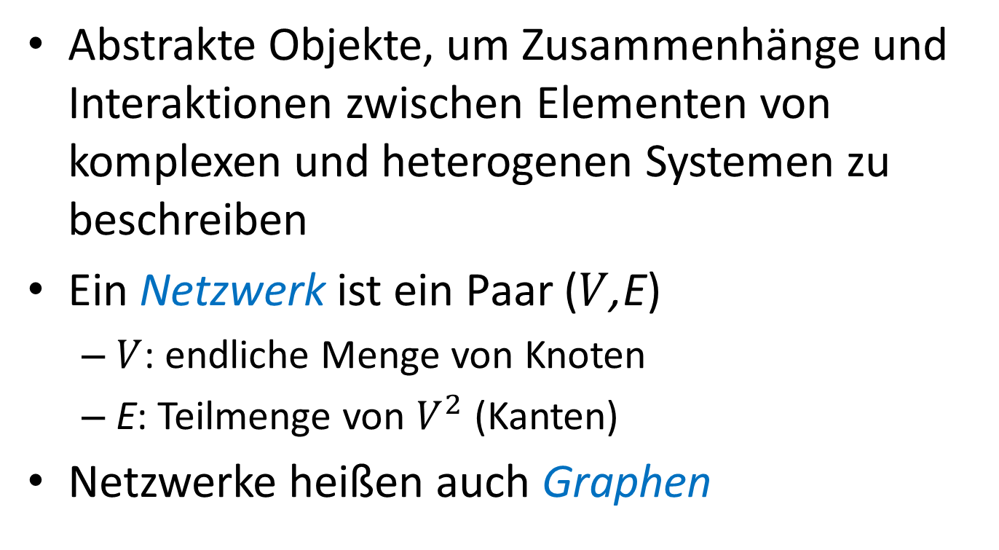 • Abstrakte Objekte, um Zusammenhänge und
Interaktionen zwischen Elementen von
komplexen und heterogenen Systemen zu
beschreiben
• Ein Netzwerk ist ein Paar (V,E)
– V: endliche Menge von Knoten
– E: Teilmenge von V² (Kanten)
• Netzwerke heißen auch Graphen